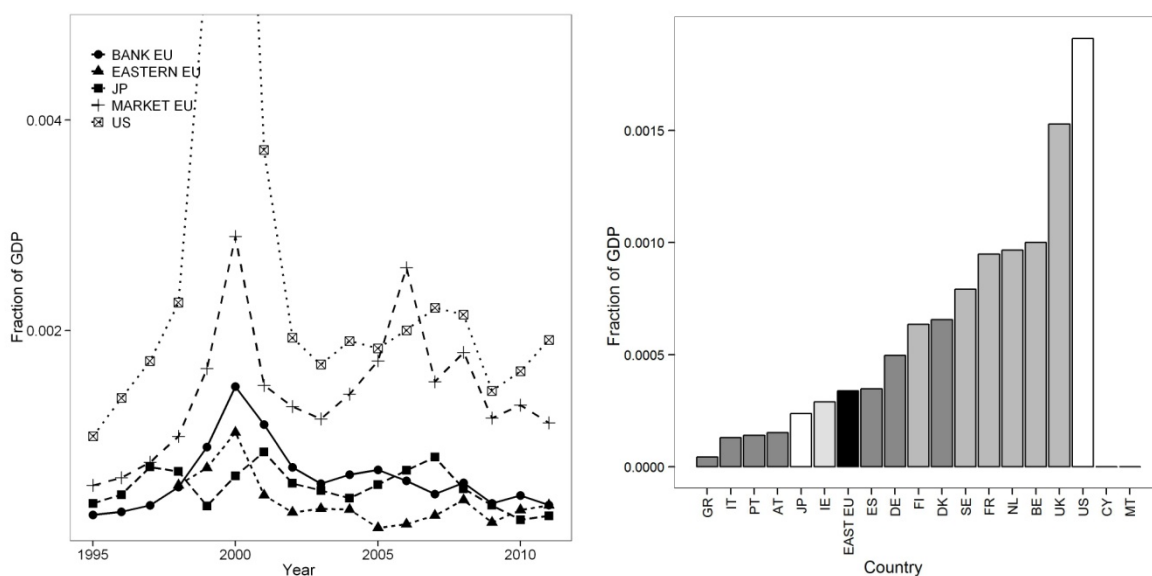 BANK EU
EASTERN EU
JP
MARKET EU
US
Fraction of GDP
0.004
0.002
1995
2000
2005
2010
Year
Fraction of GDP
0.0015
0.0010
0.0005
0.0000
GR
IT
PT
AT
JP
IE
EAST EU
ES
DE
FI
DK
SE
FR
NL
BE
UK
US
CY
MT
Country